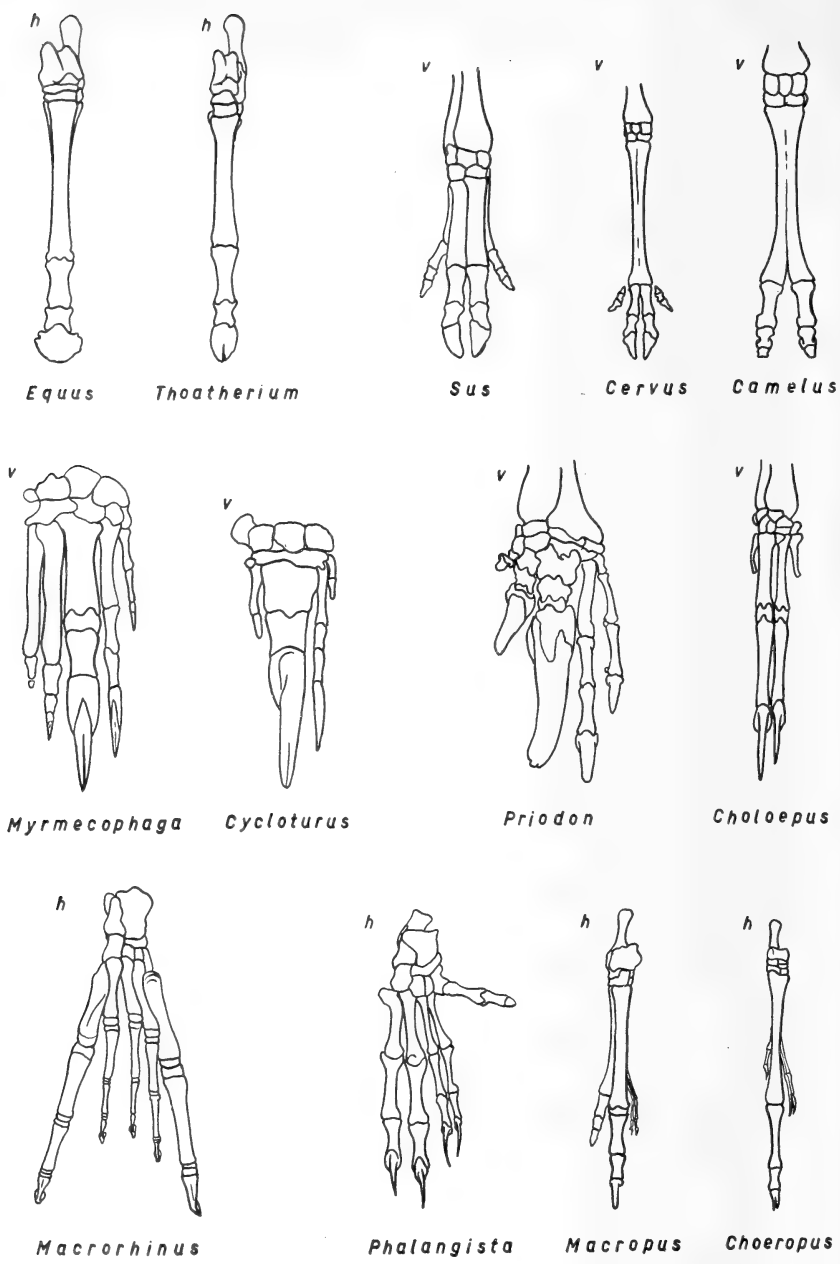 h h v v v
Equus Thoatherium Sus Cervus Camelus
v v v v
Myrmecophaga Cycloturus Priodon Choloepus
h h h h
Macrorhinus Phalangista Macropus Choeropus